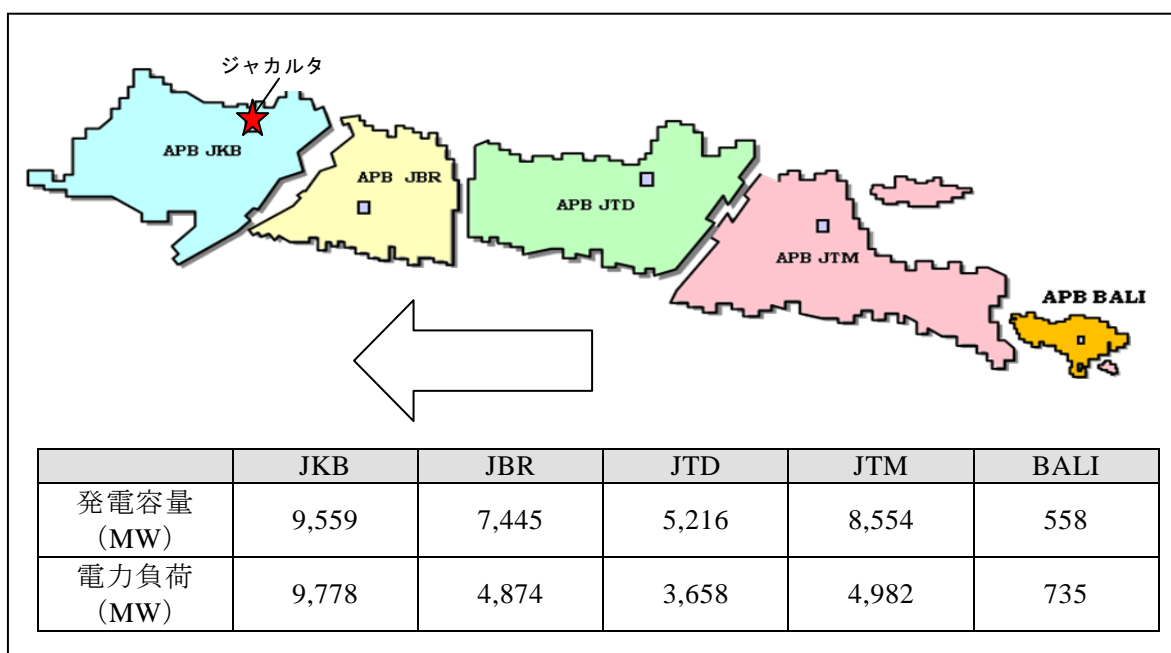 ジャカルタ
APB JKB
APB JBR
APB JTD
APB JTM
APB BALI
JKB JBR JTD JTM BALI
発電容量
(MW) 9,559 7,445 5,216 8,554 558
電力負荷
(MW) 9,778 4,874 3,658 4,982 735